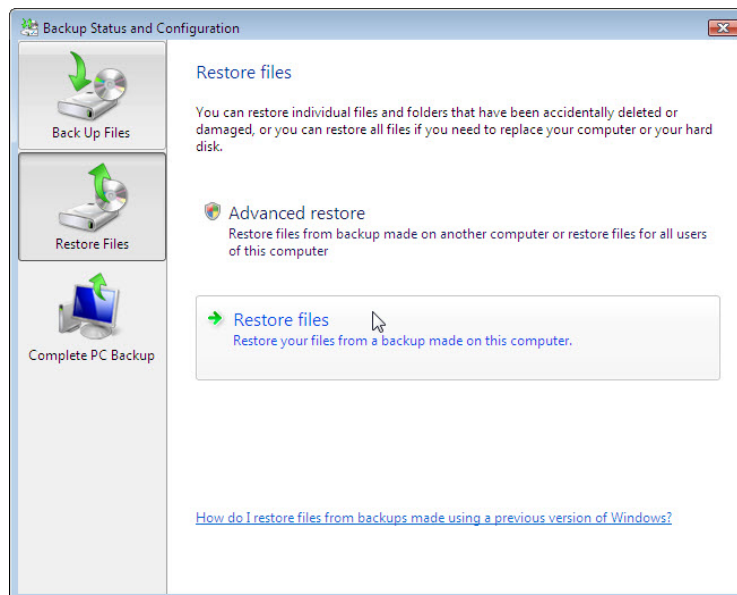 Backup Status and Configuration
Back Up Files
Restore Files
Complete PC Backup
Restore files
You can restore individual files and folders that have been accidentally deleted or
damaged, or you can restore all files if you need to replace your computer or your hard
disk.
Advanced restore
Restore files from backup made on another computer or restore files for all users
of this computer
Restore files
Restore your files from a backup made on this computer.
How do I restore files from backups made using a previous version of Windows?